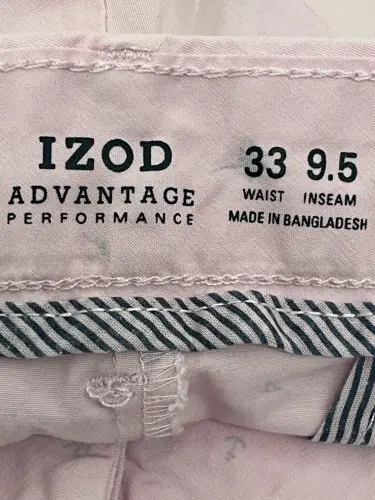 IZOD
ADVANTAGE
PERFORMANCE
33 9.5
WAIST INSEAM
MADE IN BANGLADESH